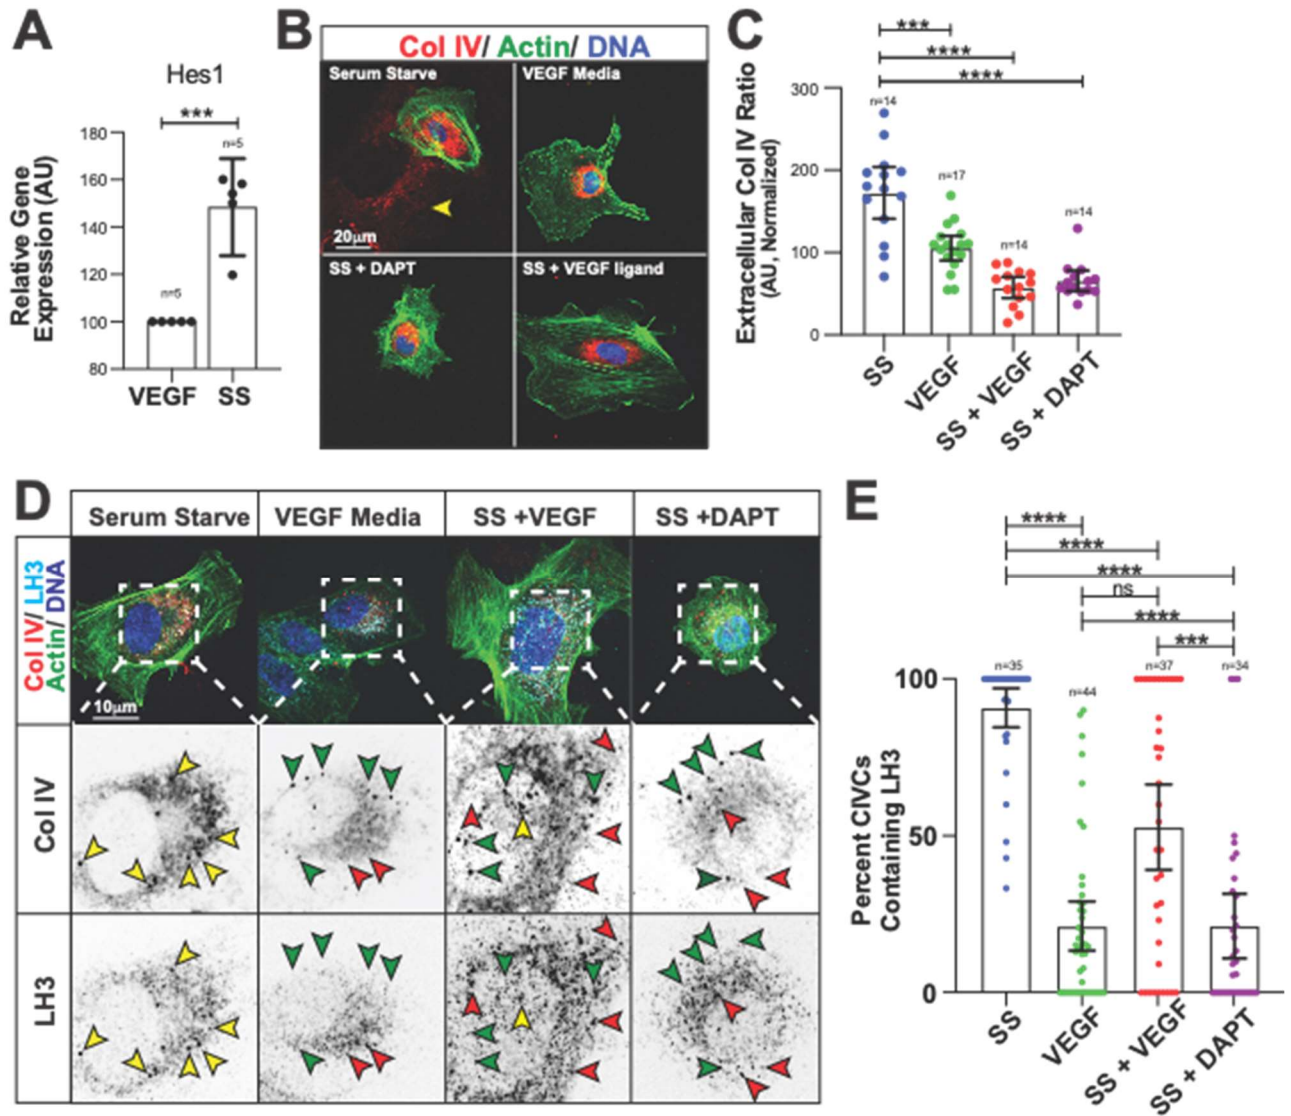 A
Hes1
***
n=5
n=5
180
160
140
120
100
80
Relative Gene
Expression (AU)
VEGF
SS
B
Col IV/ Actin/ DNA
Serum Starve
VEGF Media
20μm
SS + DAPT
SS + VEGF ligand
C
***
****
****
Extracellular Col IV Ratio
(AU, Normalized)
300
200
100
0
n=14
n=17
n=14
n=14
SS
VEGF
SS + VEGF
SS + DAPT
D
Serum Starve
VEGF Media
SS +VEGF
SS +DAPT
Col IV/ LH3
Actin/ DNA
10μm
Col IV
LH3
E
****
****
****
ns
****
***
n=35
n=44
n=37
n=34
Percent CIVCs
Containing LH3
100
50
0
SS
VEGF
SS + VEGF
SS + DAPT